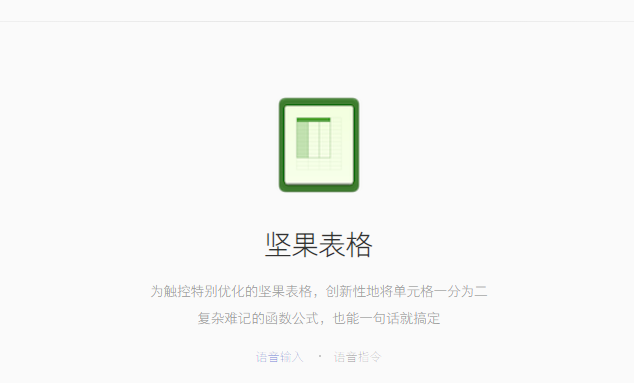 坚果表格
为触控特别优化的坚果表格，创新性地将单元格一分为二
复杂难记的函数公式，也能一句话就搞定
语音输入 · 语音指令